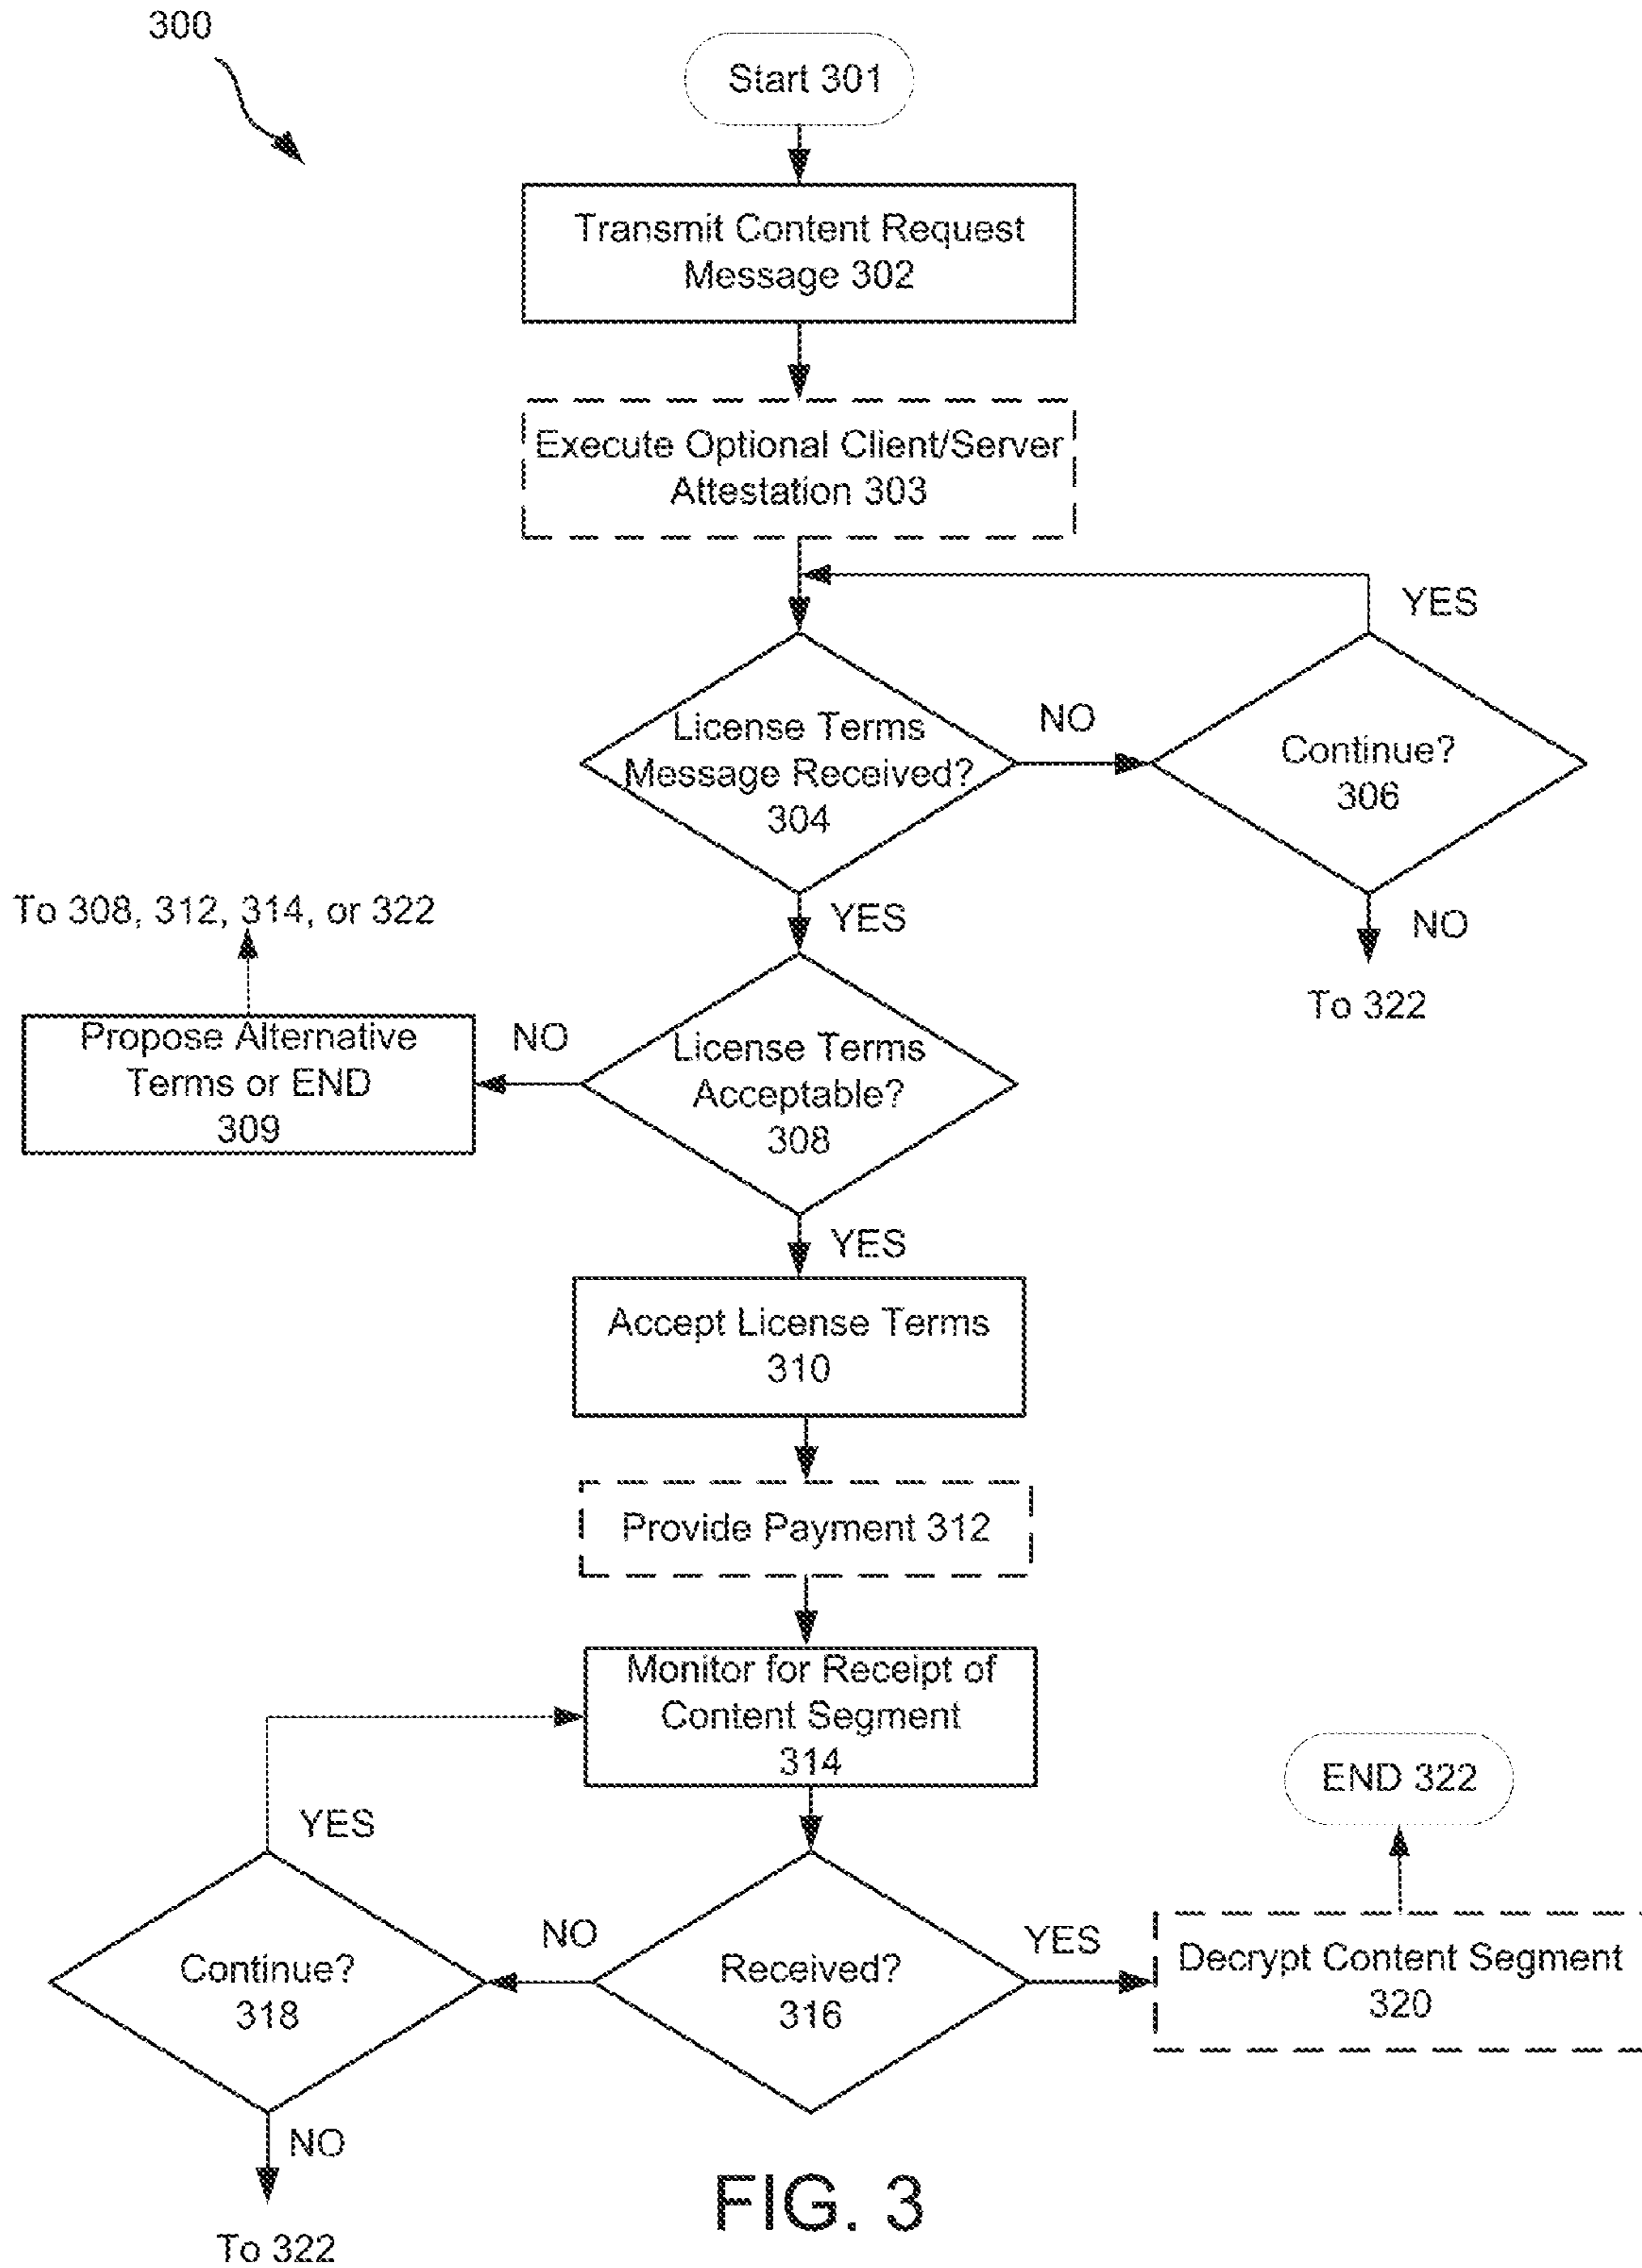 300
Start 301
Transmit Content Request
Message 302
Execute Optional Client/Server
Attestation 303
YES
License Terms
Message Received?
304
NO
Continue?
306
YES
NO
To 322
To 308, 312, 314, or 322
Propose Alternative
Terms or END
309
NO
License Terms
Acceptable?
308
YES
Accept License Terms
310
Provide Payment 312
Monitor for Receipt of
Content Segment
314
END 322
YES
Continue?
318
NO
Received?
316
YES
Decrypt Content Segment
320
NO
To 322
FIG. 3